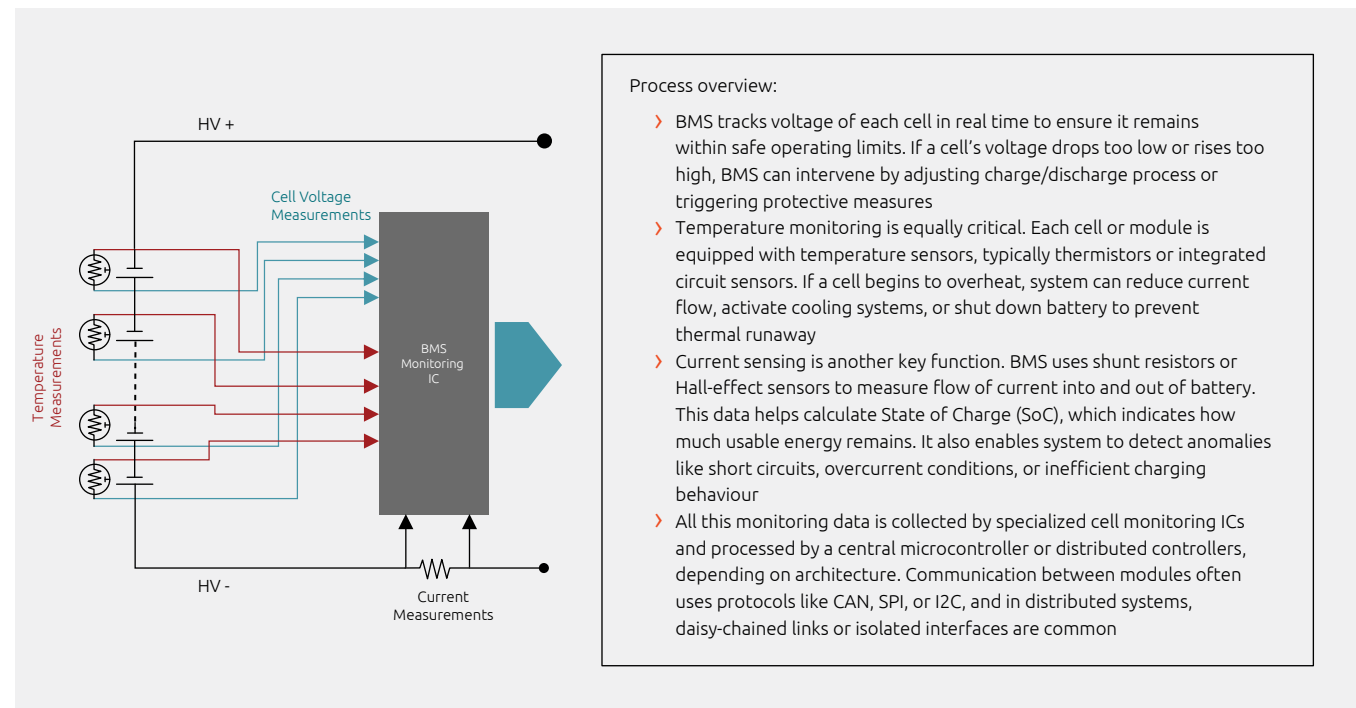 HV +
Cell Voltage
Measurements
Temperature
Measurements
BMS
Monitoring
IC
HV -
Current
Measurements
Process overview:
› BMS tracks voltage of each cell in real time to ensure it remains
within safe operating limits. If a cell’s voltage drops too low or rises too
high, BMS can intervene by adjusting charge/discharge process or
triggering protective measures
› Temperature monitoring is equally critical. Each cell or module is
equipped with temperature sensors, typically thermistors or integrated
circuit sensors. If a cell begins to overheat, system can reduce current
flow, activate cooling systems, or shut down battery to prevent
thermal runaway
› Current sensing is another key function. BMS uses shunt resistors or
Hall-effect sensors to measure flow of current into and out of battery.
This data helps calculate State of Charge (SoC), which indicates how
much usable energy remains. It also enables system to detect anomalies
like short circuits, overcurrent conditions, or inefficient charging
behaviour
› All this monitoring data is collected by specialized cell monitoring ICs
and processed by a central microcontroller or distributed controllers,
depending on architecture. Communication between modules often
uses protocols like CAN, SPI, or I2C, and in distributed systems,
daisy-chained links or isolated interfaces are common